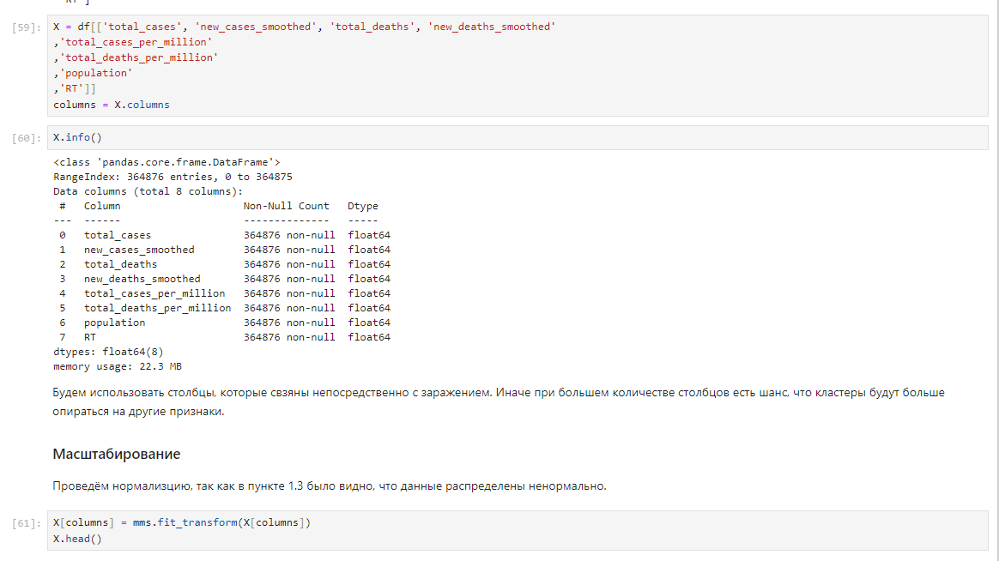 RT ]
[59]: X = df[['total_cases', 'new_cases_smoothed', 'total_deaths', 'new_deaths_smoothed'
,'total_cases_per_million'
,'total_deaths_per_million'
,'population'
,'RT']]
columns = X.columns
[60]: X.info()
<class 'pandas.core.frame.DataFrame'>
RangeIndex: 364876 entries, 0 to 364875
Data columns (total 8 columns):
#   Column                    Non-Null Count   Dtype
---  ------                    --------------   -----
0   total_cases               364876 non-null  float64
1   new_cases_smoothed        364876 non-null  float64
2   total_deaths              364876 non-null  float64
3   new_deaths_smoothed       364876 non-null  float64
4   total_cases_per_million   364876 non-null  float64
5   total_deaths_per_million  364876 non-null  float64
6   population                364876 non-null  float64
7   RT                        364876 non-null  float64
dtypes: float64(8)
memory usage: 22.3 MB
Будем использовать столбцы, которые свзяны непосредственно с заражением. Иначе при большем количестве столбцов есть шанс, что кластеры будут больше
опираться на другие признаки.
Масштабирование
Проведём нормализцию, так как в пункте 1.3 было видно, что данные распределены ненормально.
[61]: X[columns] = mms.fit_transform(X[columns])
X.head()